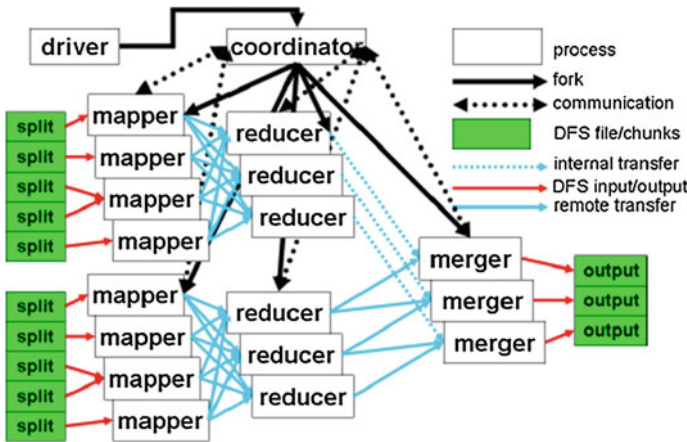 driver
coordinator
process
fork
communication
DFS file/chunks
internal transfer
DFS input/output
remote transfer
split
split
split
split
split
mapper
mapper
mapper
mapper
reducer
reducer
reducer
split
split
split
split
split
mapper
mapper
mapper
mapper
reducer
reducer
reducer
merger
merger
merger
output
output
output